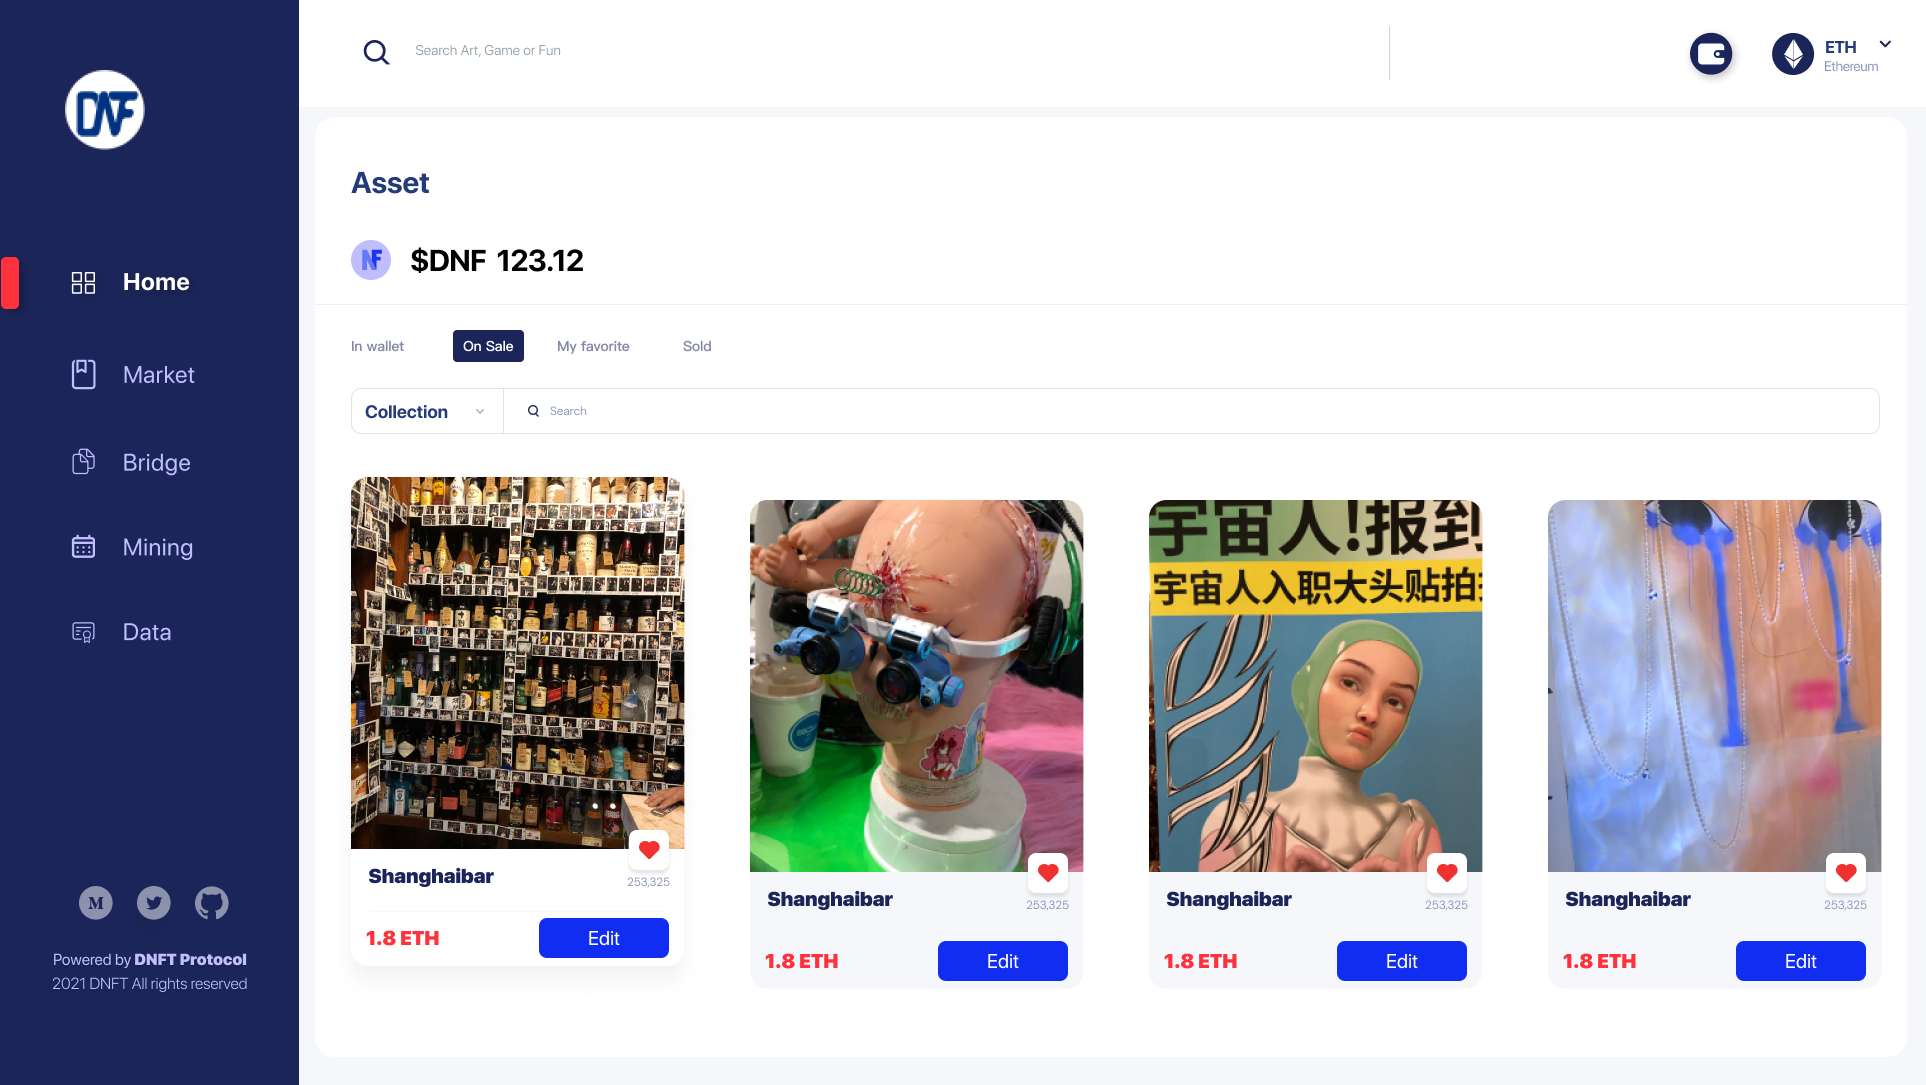 DNF
Search Art, Game or Fun
ETH
Ethereum
Home
Market
Bridge
Mining
Data
M
Powered by DNFT Protocol
2021 DNFT All rights reserved
Asset
NF
$DNF 123.12
In wallet
On Sale
My favorite
Sold
Collection
Search
宇宙人!报到
宇宙人入职大头贴拍
Shanghaibar
253,325
1.8 ETH
Edit
Shanghaibar
253,325
1.8 ETH
Edit
Shanghaibar
253,325
1.8 ETH
Edit
Shanghaibar
253,325
1.8 ETH
Edit